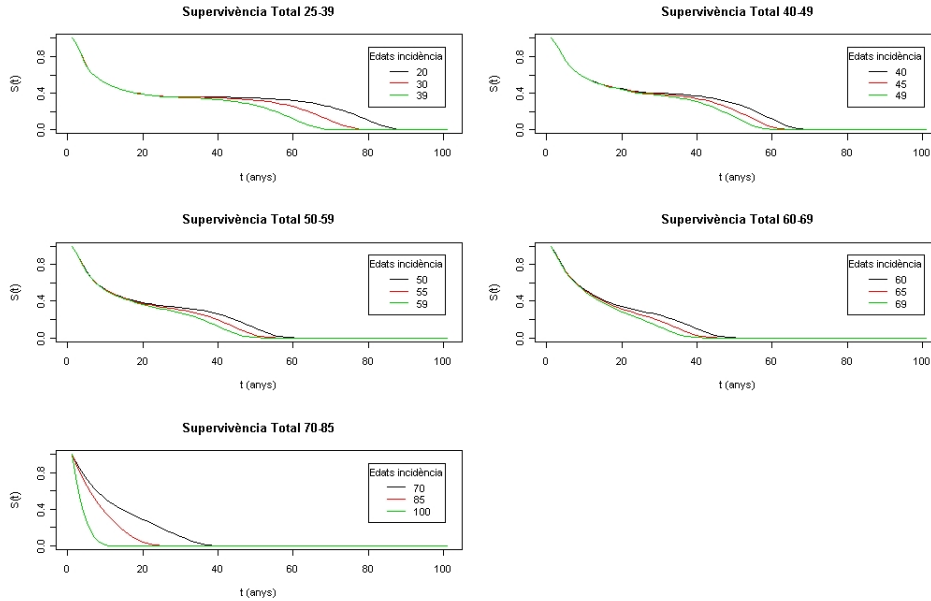 Supervivència Total 25-39
S(t)
0.0 0.4 0.8
Edats incidència
20
30
39
0 20 40 60 80 100
t (anys)
Supervivència Total 40-49
S(t)
0.0 0.4 0.8
Edats incidència
40
45
49
0 20 40 60 80 100
t (anys)
Supervivència Total 50-59
S(t)
0.0 0.4 0.8
Edats incidència
50
55
59
0 20 40 60 80 100
t (anys)
Supervivència Total 60-69
S(t)
0.0 0.4 0.8
Edats incidència
60
65
69
0 20 40 60 80 100
t (anys)
Supervivència Total 70-85
S(t)
0.0 0.4 0.8
Edats incidència
70
85
100
0 20 40 60 80 100
t (anys)